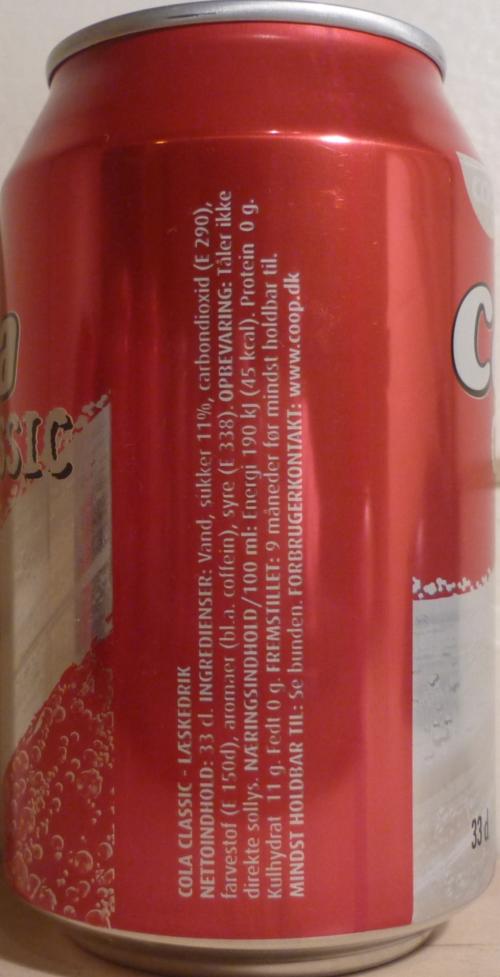 COLA CLASSIC - LÆSKEDRIK
NETTOINDHOLD: 33 cl. INGREDIENSER: Vand, sukker 11%, carbondioxid (E 290),
farvestof (E 150d), aromaer (bl.a. coffein), syre (E 338). OPBEVARING: Tåler ikke
direkte sollys. NÆRINGSINDHOLD/100 ml: Energi 190 kJ (45 kcal). Protein 0 g.
Kulhydrat 11 g. Fedt 0 g. FREMSTILLET: 9 måneder før mindst holdbar til.
MINDST HOLDBAR TIL: Se bunden. FORBRUGERKONTAKT: www.coop.dk
a
SSIC
C
33 cl